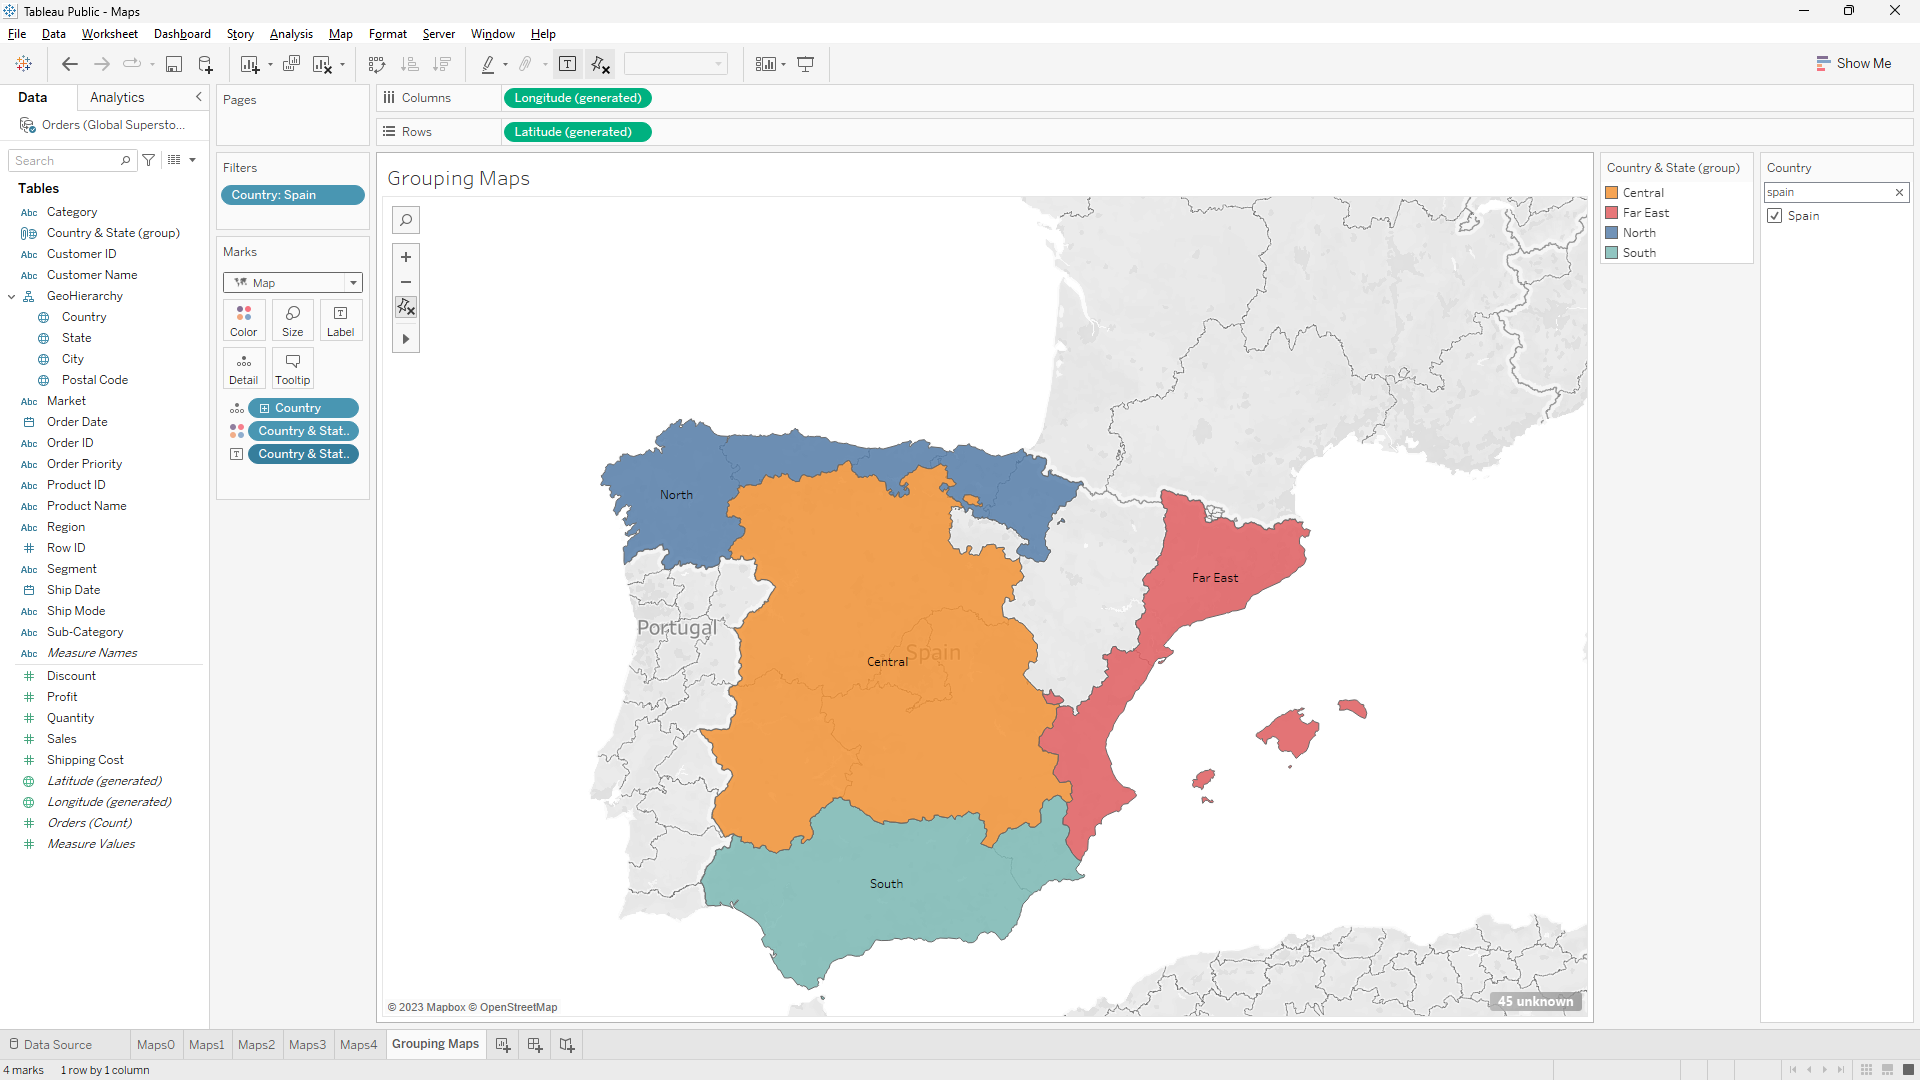 Tableau Public - Maps
File Data Worksheet Dashboard Story Analysis Map Format Server Window Help
Show Me
Data Analytics
Orders (Global Supersto...
Search
Tables
Category
Country & State (group)
Customer ID
Customer Name
GeoHierarchy
Country
State
City
Postal Code
Market
Order Date
Order ID
Order Priority
Product ID
Product Name
Region
Row ID
Segment
Ship Date
Ship Mode
Sub-Category
Measure Names
Discount
Profit
Quantity
Sales
Shipping Cost
Latitude (generated)
Longitude (generated)
Orders (Count)
Measure Values
Pages
Filters
Country: Spain
Marks
Map
Color Size Label
Detail Tooltip
Country
Country & Stat..
Country & Stat..
Columns Longitude (generated)
Rows Latitude (generated)
Grouping Maps
North
Far East
Portugal
Spain
Central
South
© 2023 Mapbox © OpenStreetMap
45 unknown
Country & State (group)
Central
Far East
North
South
Country
spain
Spain
Data Source Maps0 Maps1 Maps2 Maps3 Maps4 Grouping Maps
4 marks 1 row by 1 column